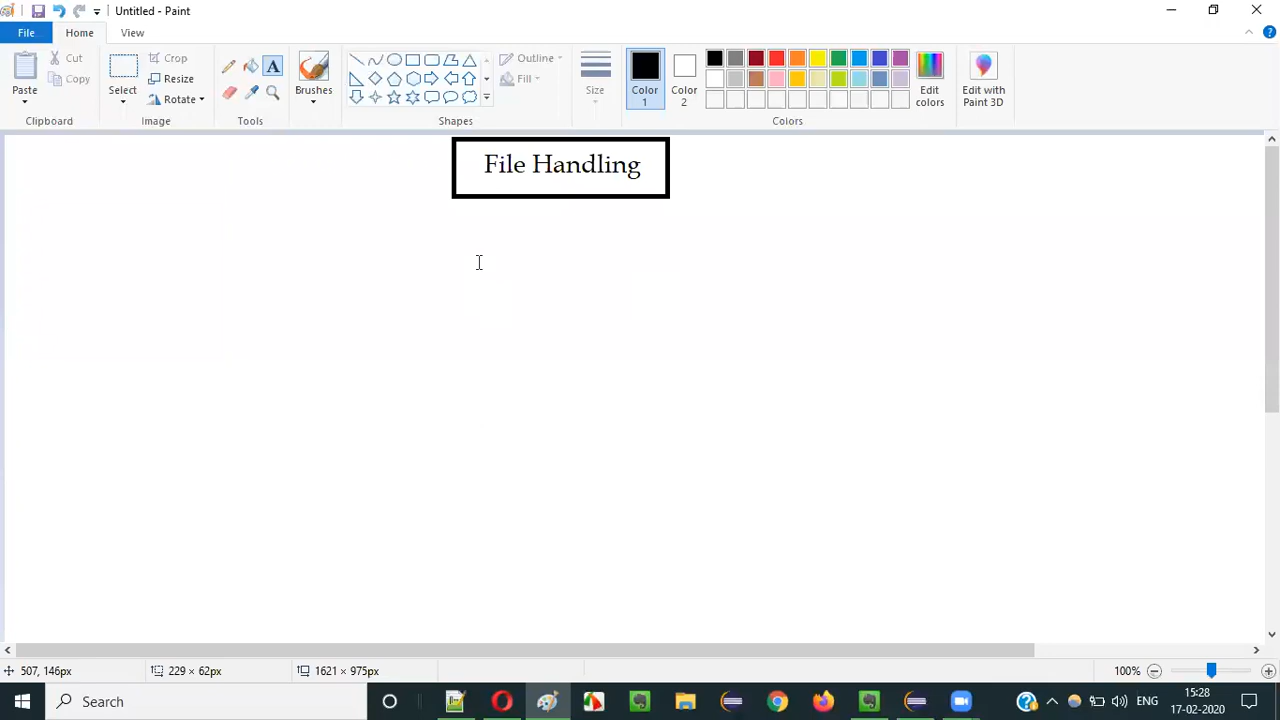 Untitled - Paint
File
Home
View
Paste
Cut
Copy
Clipboard
Select
Crop
Resize
Rotate
Image
A
Tools
Brushes
Outline
Fill
Shapes
Size
Color
1
Color
2
Edit
colors
Edit with
Paint 3D
Colors
File Handling
507, 146px
229 × 62px
1621 × 975px
100%
Search
ENG
15:28
17-02-2020